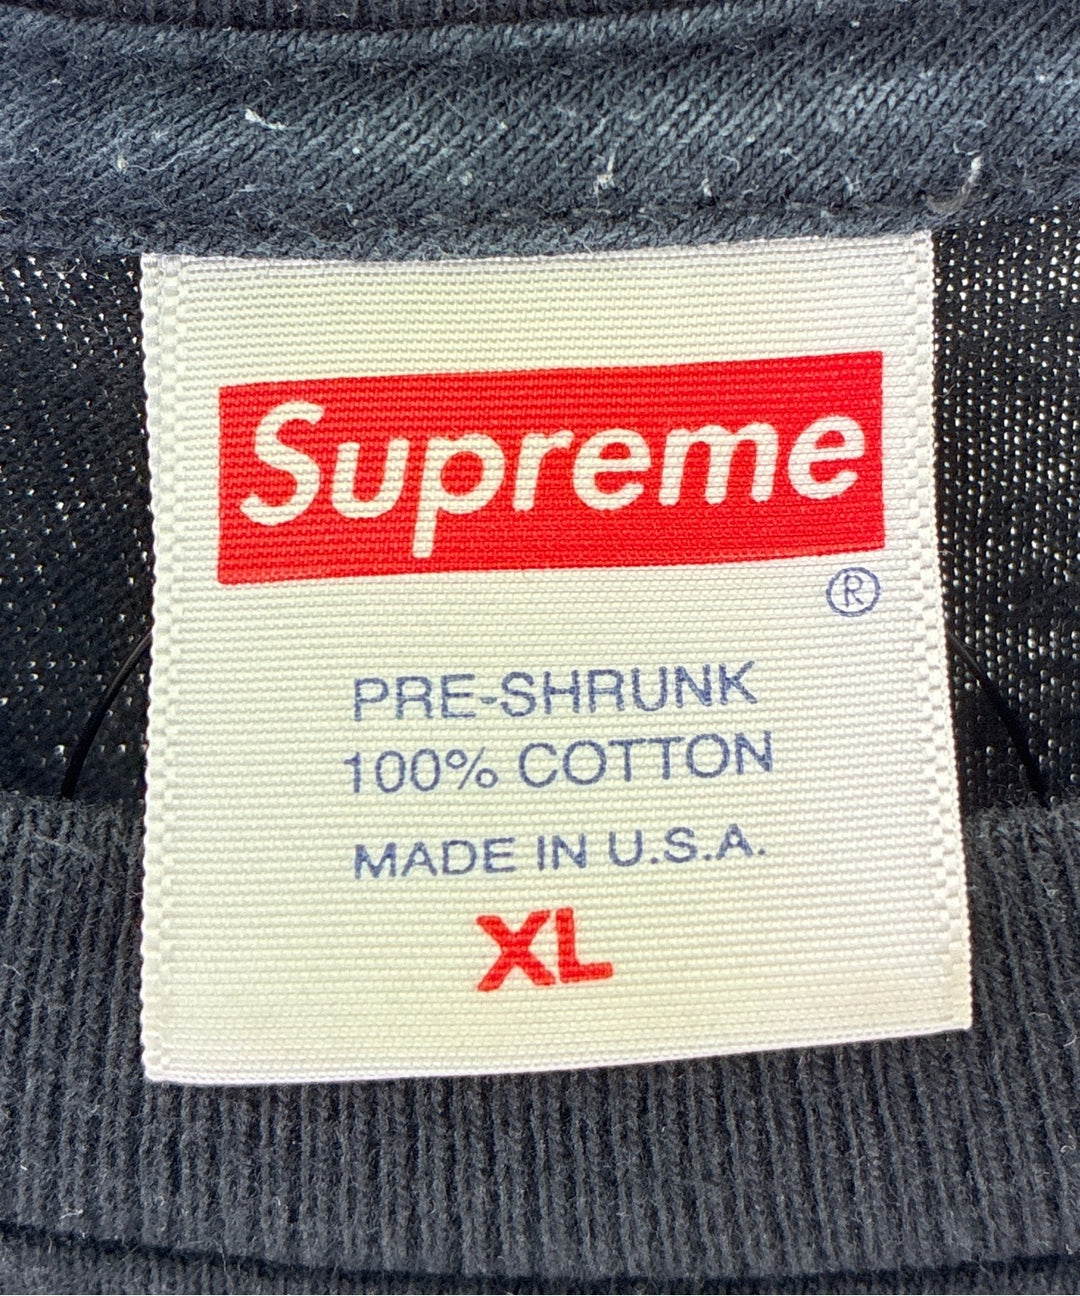 Supreme
®
PRE-SHRUNK
100% COTTON
MADE IN U.S.A.
XL